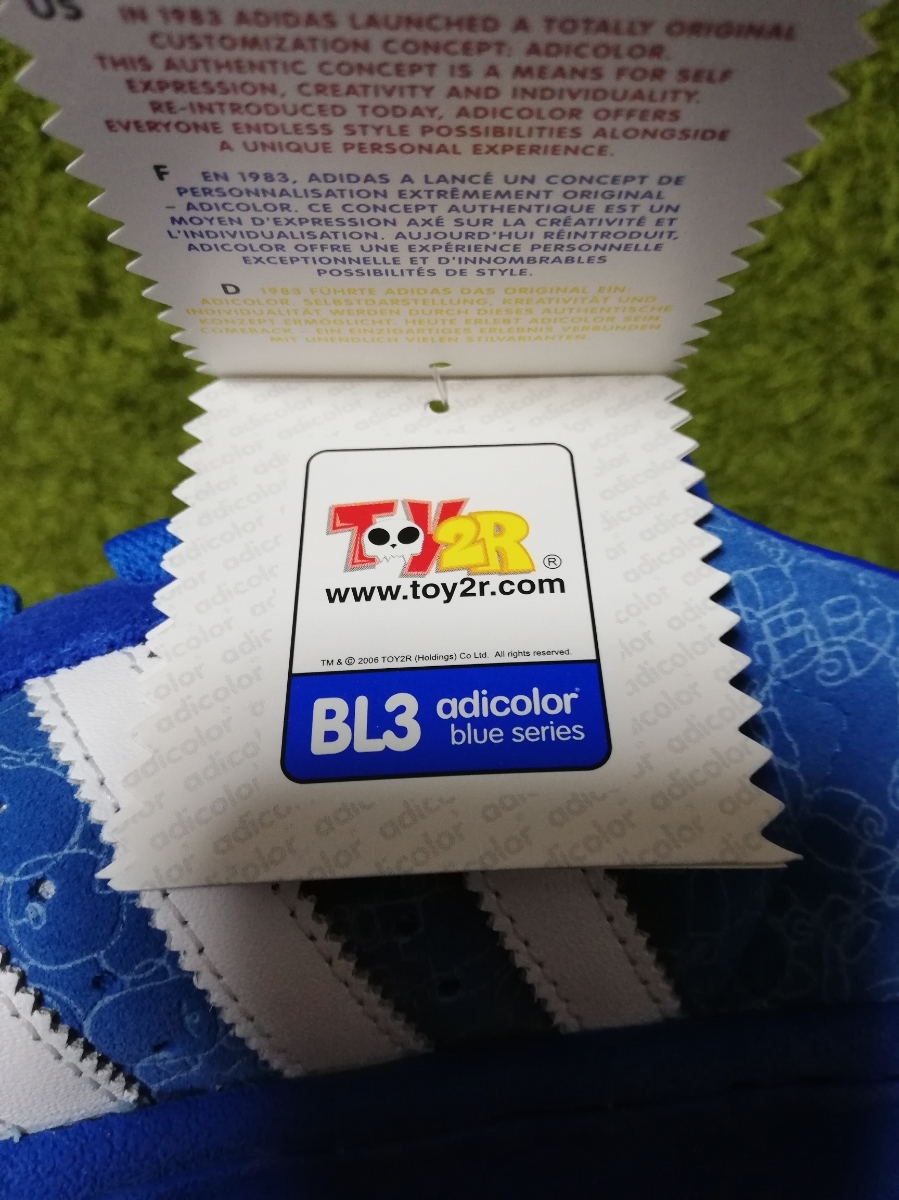 US
IN 1983 ADIDAS LAUNCHED A TOTALLY ORIGINAL
CUSTOMIZATION CONCEPT: ADICOLOR.
THIS AUTHENTIC CONCEPT IS A MEANS FOR SELF
EXPRESSION, CREATIVITY AND INDIVIDUALITY.
RE-INTRODUCED TODAY, ADICOLOR OFFERS
EVERYONE ENDLESS STYLE POSSIBILITIES ALONGSIDE
A UNIQUE PERSONAL EXPERIENCE.
F EN 1983, ADIDAS A LANCÉ UN CONCEPT DE
PERSONNALISATION EXTRÊMEMENT ORIGINAL
– ADICOLOR. CE CONCEPT AUTHENTIQUE EST UN
MOYEN D'EXPRESSION AXÉ SUR LA CRÉATIVITÉ ET
L'INDIVIDUALISATION. AUJOURD'HUI RÉINTRODUIT,
ADICOLOR OFFRE UNE EXPÉRIENCE PERSONNELLE
EXCEPTIONNELLE ET D'INNOMBRABLES
POSSIBILITÉS DE STYLE.
D 1983 FÜHRTE ADIDAS DAS ORIGINAL EIN:
ADICOLOR. SELBSTDARSTELLUNG, KREATIVITÄT UND
INDIVIDUALITÄT WERDEN DURCH DIESES AUTHENTISCHE
KONZEPT ERMÖGLICHT. HEUTE ERLEBT ADICOLOR SEIN
COMEBACK – EIN EINZIGARTIGES ERLEBNIS VERBUNDEN
MIT UNENDLICH VIELEN STILVARIANTEN.
TOY2R ®
www.toy2r.com
TM & © 2006 TOY2R (Holdings) Co Ltd. All rights reserved.
BL3 adicolor
blue series